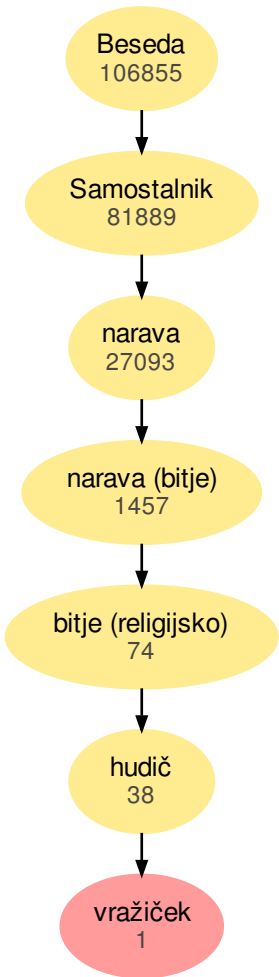 Beseda
106855
Samostalnik
81889
narava
27093
narava (bitje)
1457
bitje (religijsko)
74
hudič
38
vražiček
1